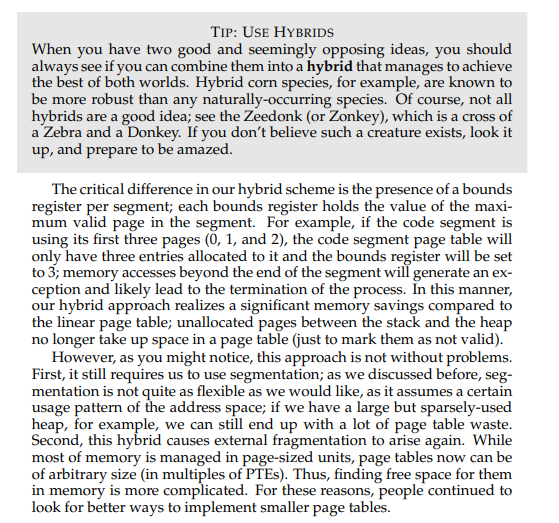 TIP: USE HYBRIDS
When you have two good and seemingly opposing ideas, you should
always see if you can combine them into a hybrid that manages to achieve
the best of both worlds. Hybrid corn species, for example, are known to
be more robust than any naturally-occurring species. Of course, not all
hybrids are a good idea; see the Zeedonk (or Zonkey), which is a cross of
a Zebra and a Donkey. If you don't believe such a creature exists, look it
up, and prepare to be amazed.
The critical difference in our hybrid scheme is the presence of a bounds
register per segment; each bounds register holds the value of the maxi-
mum valid page in the segment. For example, if the code segment is
using its first three pages (0, 1, and 2), the code segment page table will
only have three entries allocated to it and the bounds register will be set
to 3; memory accesses beyond the end of the segment will generate an ex-
ception and likely lead to the termination of the process. In this manner,
our hybrid approach realizes a significant memory savings compared to
the linear page table; unallocated pages between the stack and the heap
no longer take up space in a page table (just to mark them as not valid).
However, as you might notice, this approach is not without problems.
First, it still requires us to use segmentation; as we discussed before, seg-
mentation is not quite as flexible as we would like, as it assumes a certain
usage pattern of the address space; if we have a large but sparsely-used
heap, for example, we can still end up with a lot of page table waste.
Second, this hybrid causes external fragmentation to arise again. While
most of memory is managed in page-sized units, page tables now can be
of arbitrary size (in multiples of PTEs). Thus, finding free space for them
in memory is more complicated. For these reasons, people continued to
look for better ways to implement smaller page tables.